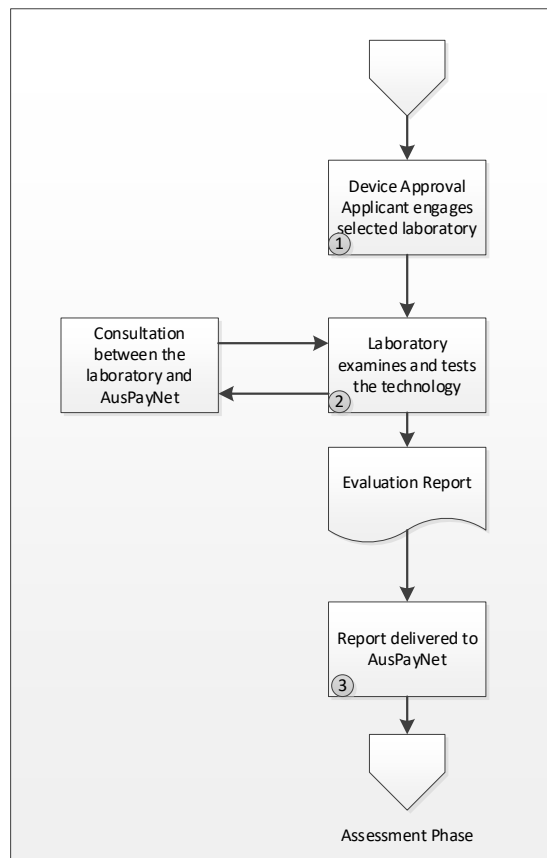 Device Approval
Applicant engages
selected laboratory
1
Consultation
between the
laboratory and
AusPayNet
Laboratory
examines and tests
the technology
2
Evaluation Report
Report delivered to
AusPayNet
3
Assessment Phase